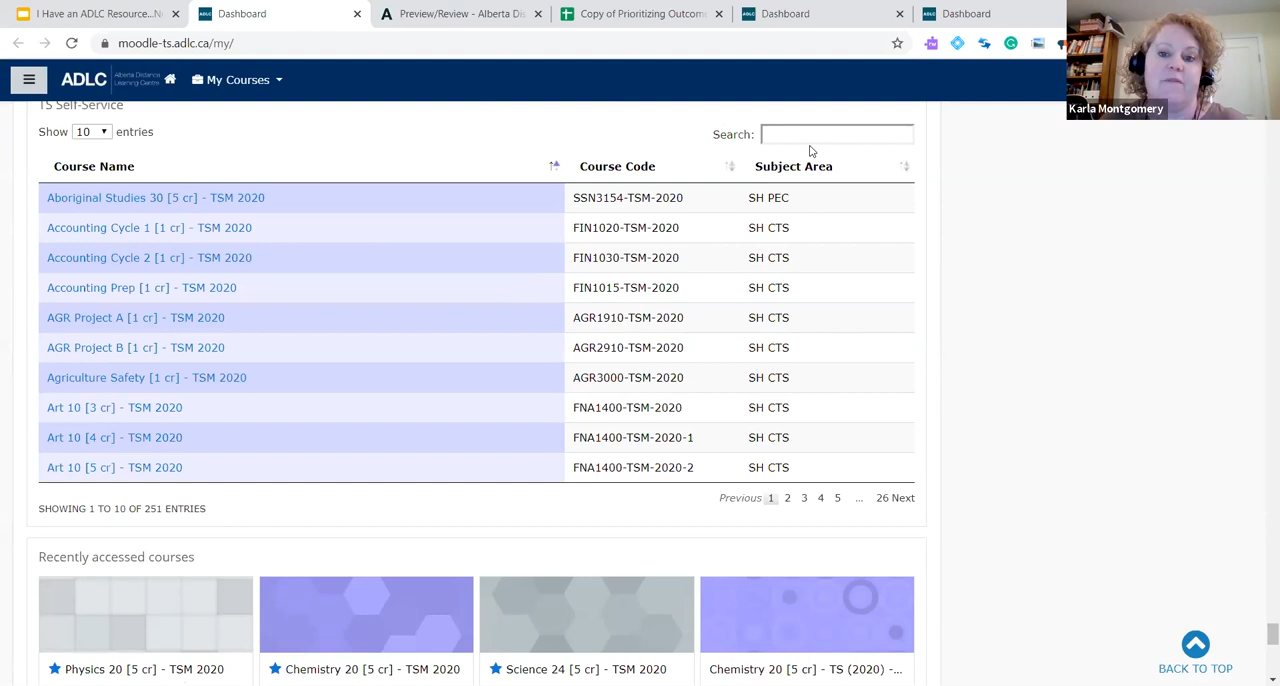 I Have an ADLC Resource...N
Dashboard
Preview/Review - Alberta Dis
Copy of Prioritizing Outcom
Dashboard
Dashboard
moodle-ts.adlc.ca/my/
ADLC Alberta Distance Learning Centre My Courses
Karla Montgomery
TS Self-Service
Show 10 entries Search:
Course Name Course Code Subject Area
Aboriginal Studies 30 [5 cr] - TSM 2020 SSN3154-TSM-2020 SH PEC
Accounting Cycle 1 [1 cr] - TSM 2020 FIN1020-TSM-2020 SH CTS
Accounting Cycle 2 [1 cr] - TSM 2020 FIN1030-TSM-2020 SH CTS
Accounting Prep [1 cr] - TSM 2020 FIN1015-TSM-2020 SH CTS
AGR Project A [1 cr] - TSM 2020 AGR1910-TSM-2020 SH CTS
AGR Project B [1 cr] - TSM 2020 AGR2910-TSM-2020 SH CTS
Agriculture Safety [1 cr] - TSM 2020 AGR3000-TSM-2020 SH CTS
Art 10 [3 cr] - TSM 2020 FNA1400-TSM-2020 SH CTS
Art 10 [4 cr] - TSM 2020 FNA1400-TSM-2020-1 SH CTS
Art 10 [5 cr] - TSM 2020 FNA1400-TSM-2020-2 SH CTS
Previous 1 2 3 4 5 ... 26 Next
SHOWING 1 TO 10 OF 251 ENTRIES
Recently accessed courses
Physics 20 [5 cr] - TSM 2020 Chemistry 20 [5 cr] - TSM 2020 Science 24 [5 cr] - TSM 2020 Chemistry 20 [5 cr] - TS (2020) -...
BACK TO TOP